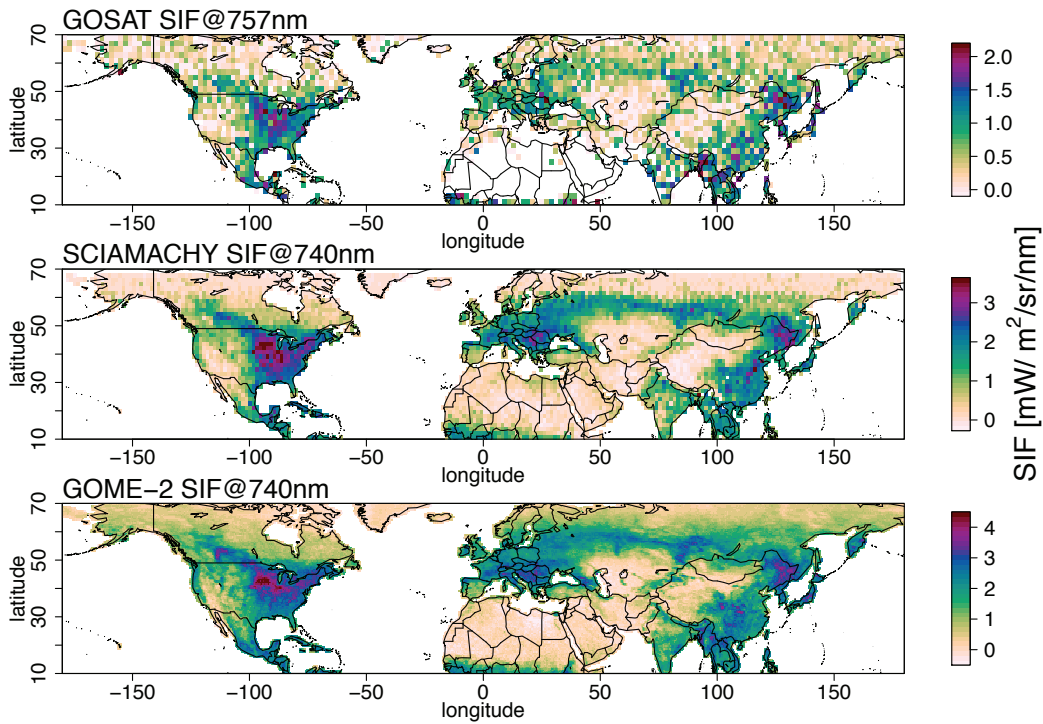 GOSAT SIF@757nm
70
50
30
10
latitude
−150 −100 −50 0 50 100 150
longitude
2.0
1.5
1.0
0.5
0.0
SCIAMACHY SIF@740nm
70
50
30
10
latitude
−150 −100 −50 0 50 100 150
longitude
3
2
1
0
SIF [mW/ m2/sr/nm]
GOME−2 SIF@740nm
70
50
30
10
latitude
−150 −100 −50 0 50 100 150
longitude
4
3
2
1
0